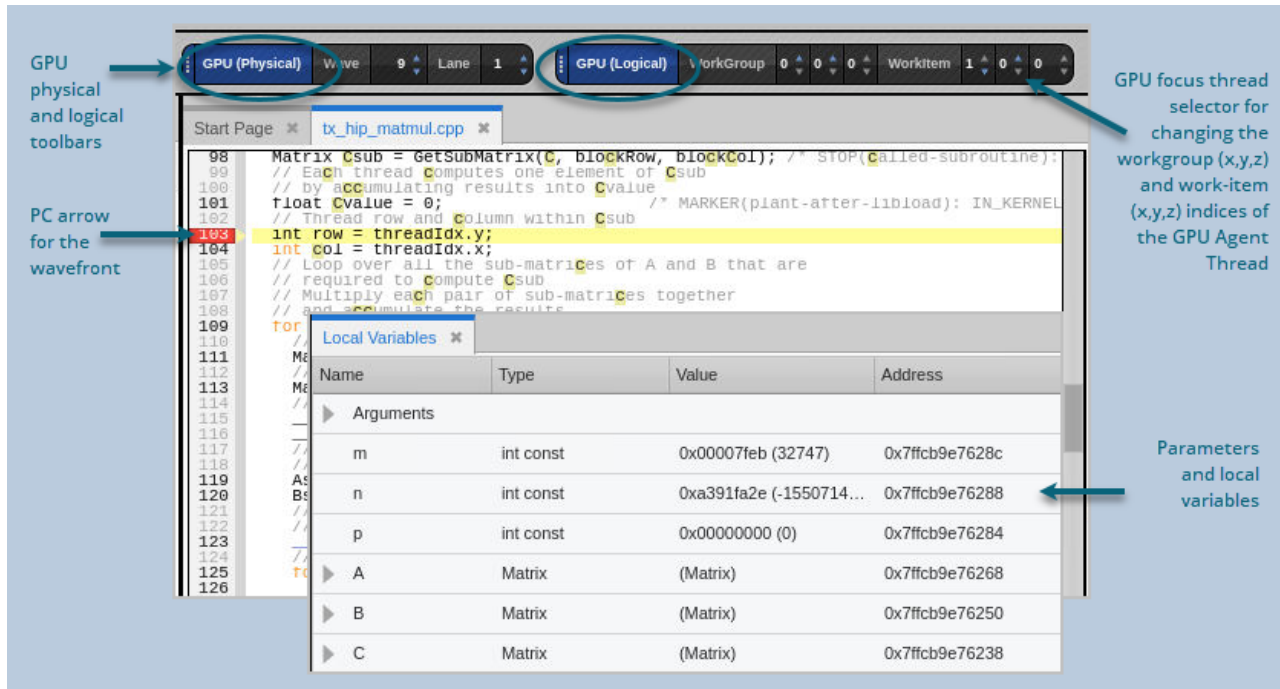 GPU
physical
and logical
toolbars
PC arrow
for the
wavefront
GPU (Physical) Wave 9 Lane 1 GPU (Logical) WorkGroup 0 0 0 WorkItem 1 0 0
Start Page tx_hip_matmul.cpp
98 Matrix Csub = GetSubMatrix(C, blockRow, blockCol); /* STOP(called-subroutine):
99 // Each thread computes one element of Csub
100 // by accumulating results into Cvalue
101 float Cvalue = 0; /* MARKER(plant-after-libload): IN_KERNEL
102 // Thread row and column within Csub
103 int row = threadIdx.y;
104 int col = threadIdx.x;
105 // Loop over all the sub-matrices of A and B that are
106 // required to compute Csub
107 // Multiply each pair of sub-matrices together
108 // and accumulate the results
109 for
110 //
111 Ma
112 //
113 Ma
114 //
115 __
116 __
117 //
118 //
119 As
120 Bs
121 //
122 //
123 __
124 //
125 fo
126
Local Variables
Name Type Value Address
Arguments
m int const 0x00007feb (32747) 0x7ffcb9e7628c
n int const 0xa391fa2e (-1550714... 0x7ffcb9e76288
p int const 0x00000000 (0) 0x7ffcb9e76284
A Matrix (Matrix) 0x7ffcb9e76268
B Matrix (Matrix) 0x7ffcb9e76250
C Matrix (Matrix) 0x7ffcb9e76238
GPU focus thread
selector for
changing the
workgroup (x,y,z)
and work-item
(x,y,z) indices of
the GPU Agent
Thread
Parameters
and local
variables